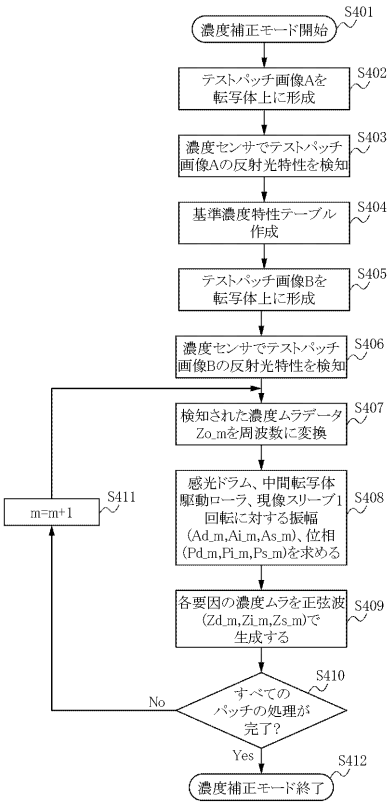 濃度補正モード開始
S401
テストパッチ画像Aを
転写体上に形成
S402
濃度センサでテストパッチ
画像Aの反射光特性を検知
S403
基準濃度特性テーブル
作成
S404
テストパッチ画像Bを
転写体上に形成
S405
濃度センサでテストパッチ
画像Bの反射光特性を検知
S406
検知された濃度ムラデータ
Zo_mを周波数に変換
S407
感光ドラム、中間転写体
駆動ローラ、現像スリーブ1
回転に対する振幅
(Ad_m,Ai_m,As_m)、位相
(Pd_m,Pi_m,Ps_m)を求める
S408
m=m+1
S411
各要因の濃度ムラを正弦波
(Zd_m,Zi_m,Zs_m)で
生成する
S409
すべての
パッチの処理が
完了?
S410
No
Yes
濃度補正モード終了
S412